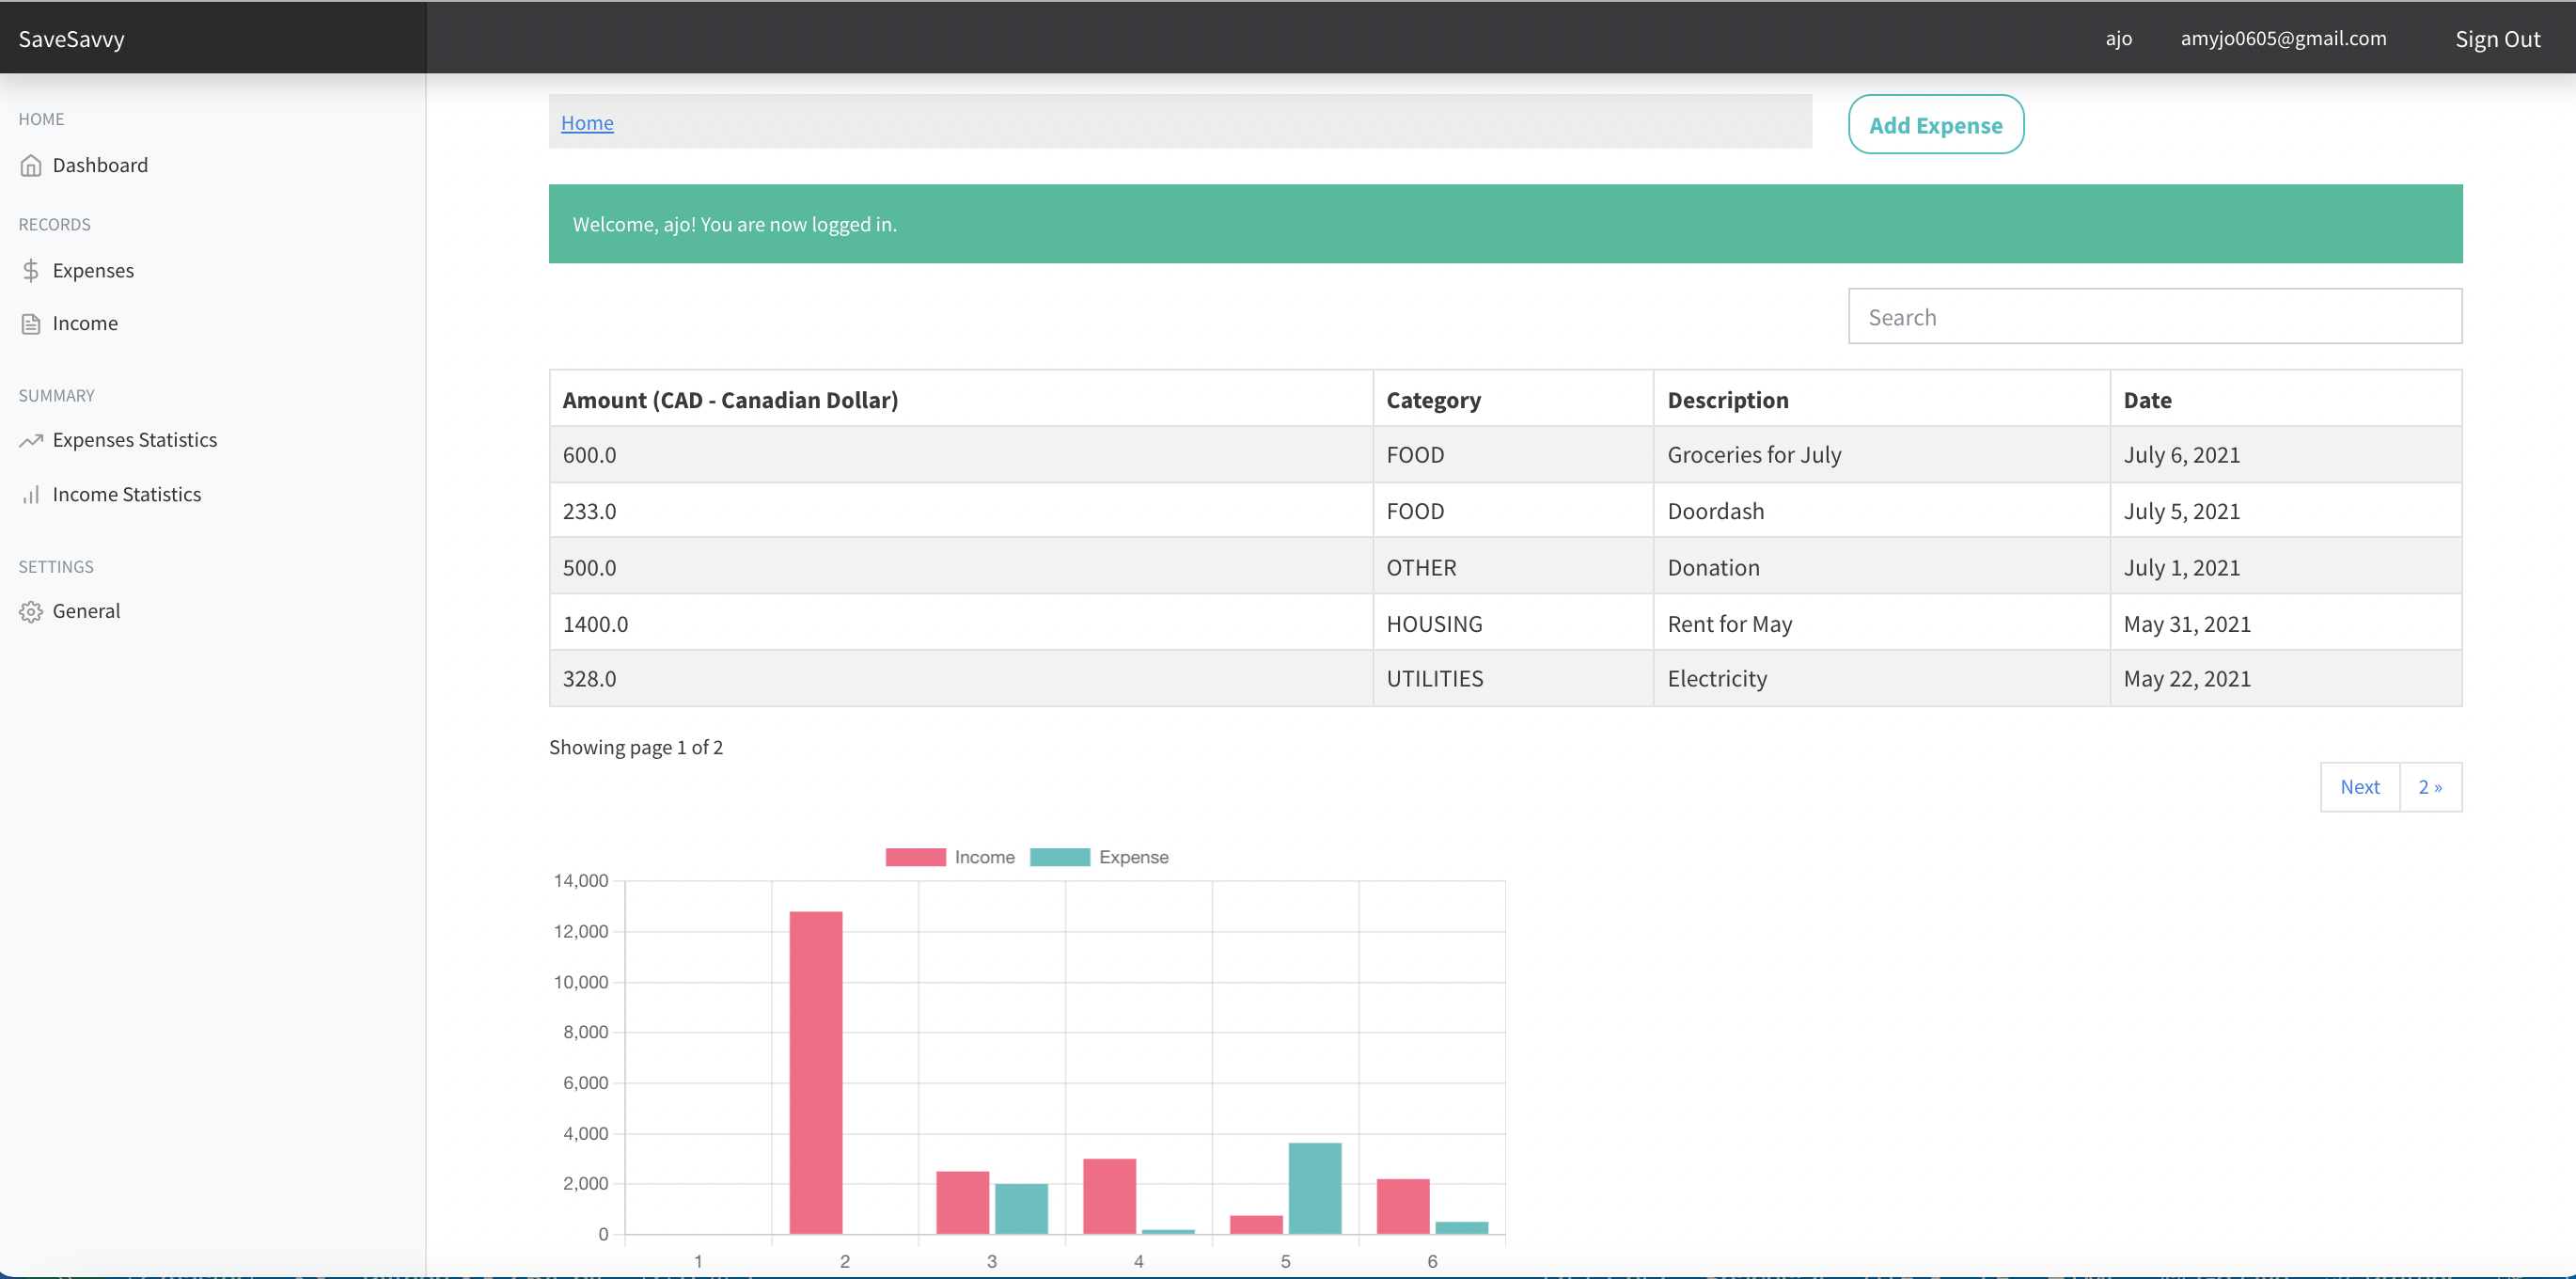 SaveSavvy
ajo amyjo0605@gmail.com Sign Out
HOME
Dashboard
RECORDS
Expenses
Income
SUMMARY
Expenses Statistics
Income Statistics
SETTINGS
General
Home
Add Expense
Welcome, ajo! You are now logged in.
Search
Amount (CAD - Canadian Dollar) Category Description Date
600.0 FOOD Groceries for July July 6, 2021
233.0 FOOD Doordash July 5, 2021
500.0 OTHER Donation July 1, 2021
1400.0 HOUSING Rent for May May 31, 2021
328.0 UTILITIES Electricity May 22, 2021
Showing page 1 of 2
Next 2 »
Income Expense
14,000
12,000
10,000
8,000
6,000
4,000
2,000
0
1 2 3 4 5 6